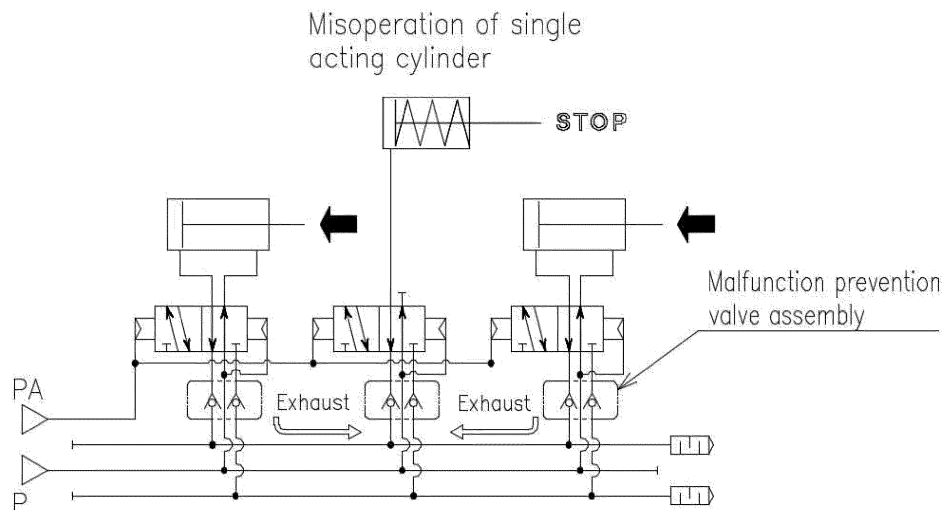 Misoperation of single
acting cylinder
STOP
Malfunction prevention
valve assembly
PA
Exhaust
Exhaust
P